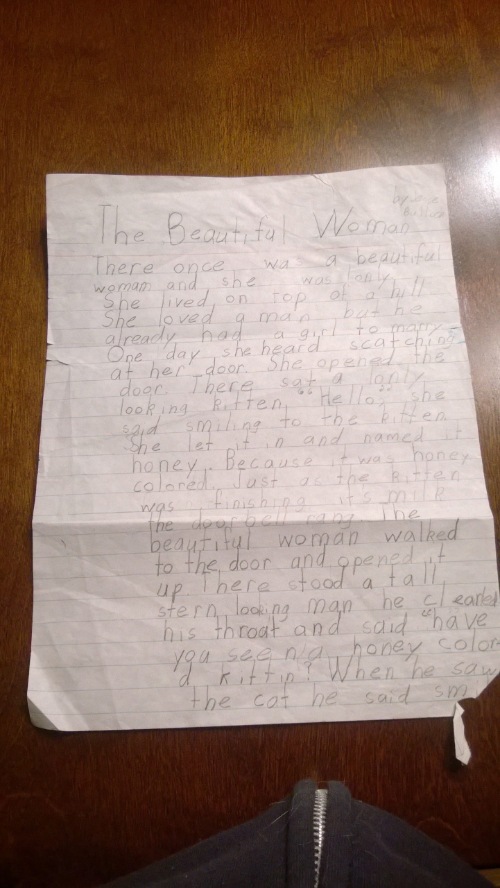 by
The Beautiful Woman
There once was a beautiful
woman and she was lonly.
She lived on top of a hill
She loved a man but he
already had a girl to marry.
One day she heard scatching
at her door. She opened the
door. There sat a lonly
looking kitten. "Hello" she
said smiling to the kitten.
She let it in and named it
honey. Because it was honey
colored. Just as the kitten
was finishing it's milk
the doorbell rang. The
beautiful woman walked
to the door and opened it
up. There stood a tall,
stern looking man he cleared
his throat and said "have
you seen a honey color-
d kittin? When he saw
the cat he said smil